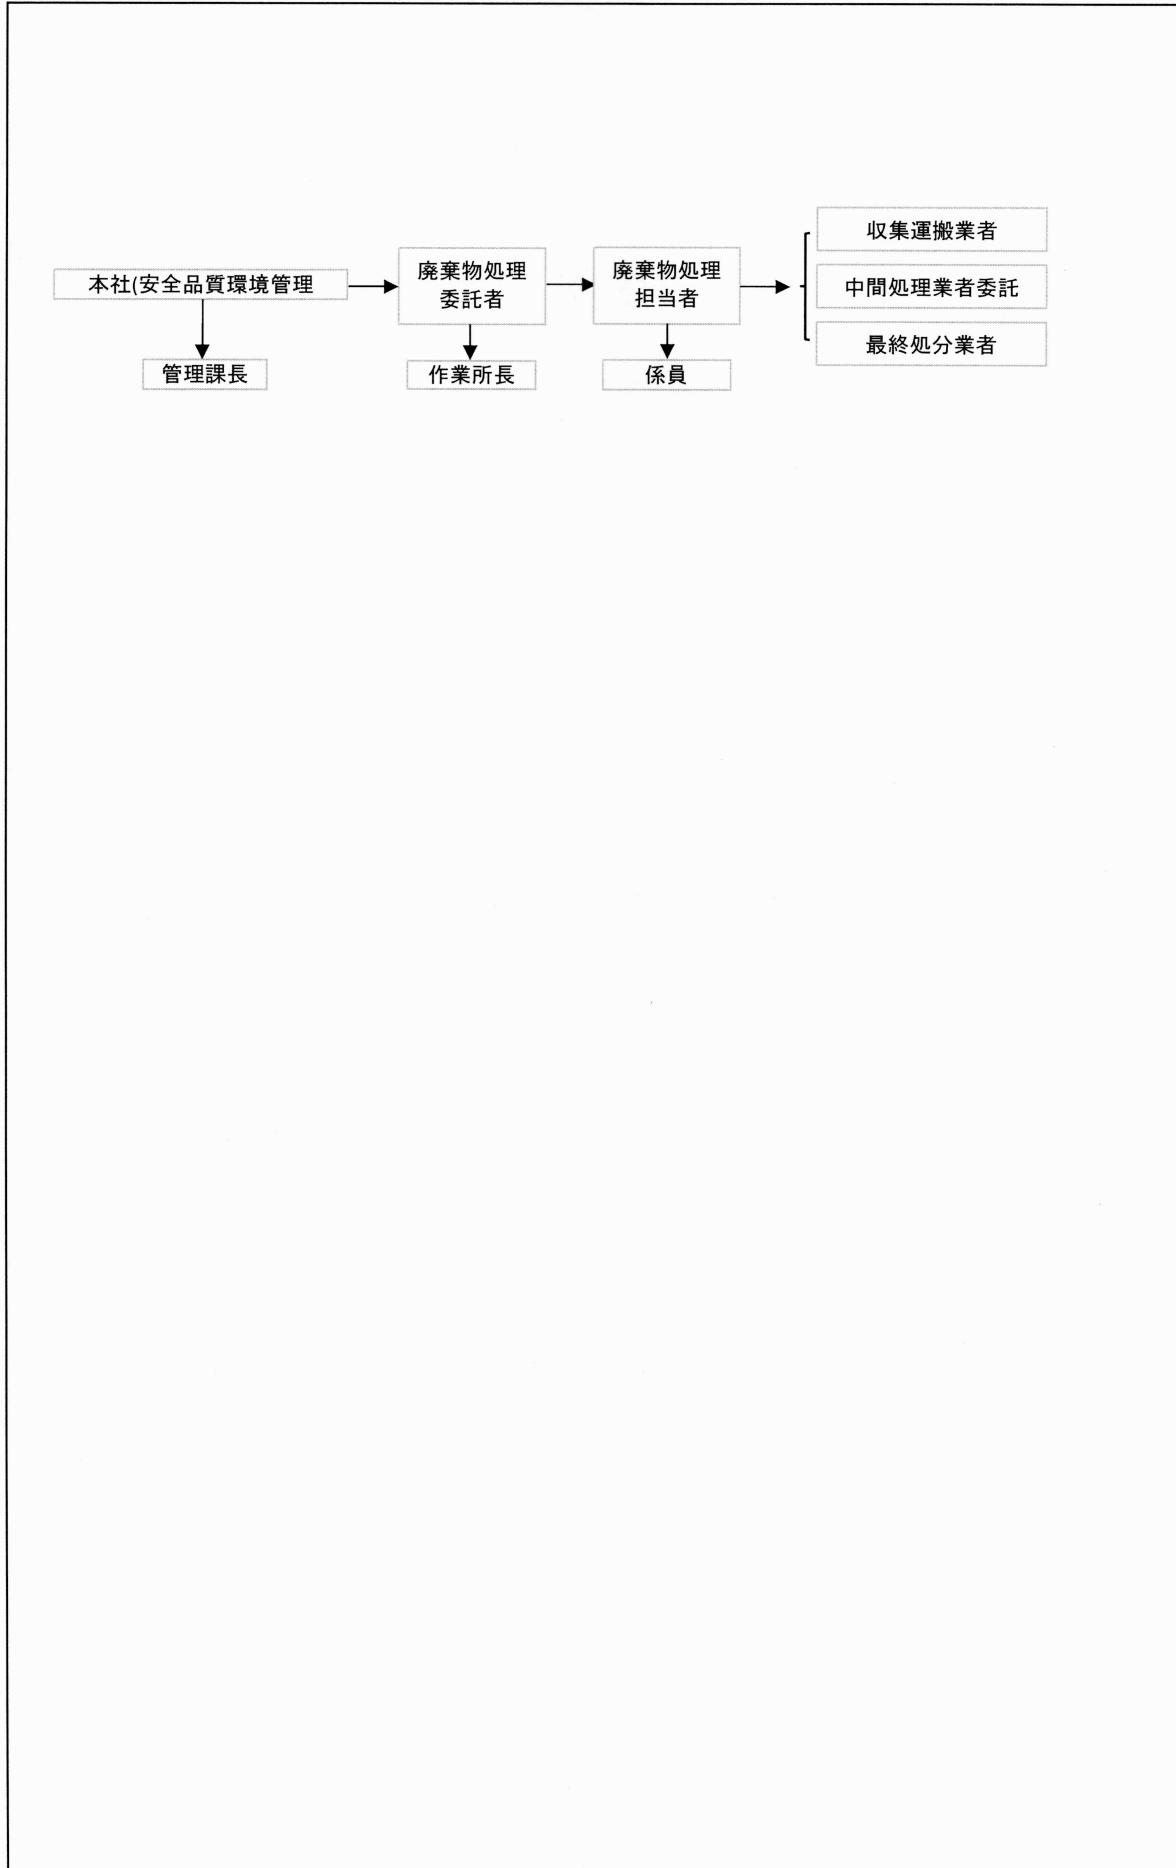 本社(安全品質環境管理
管理課長
廃棄物処理
委託者
作業所長
廃棄物処理
担当者
係員
収集運搬業者
中間処理業者委託
最終処分業者